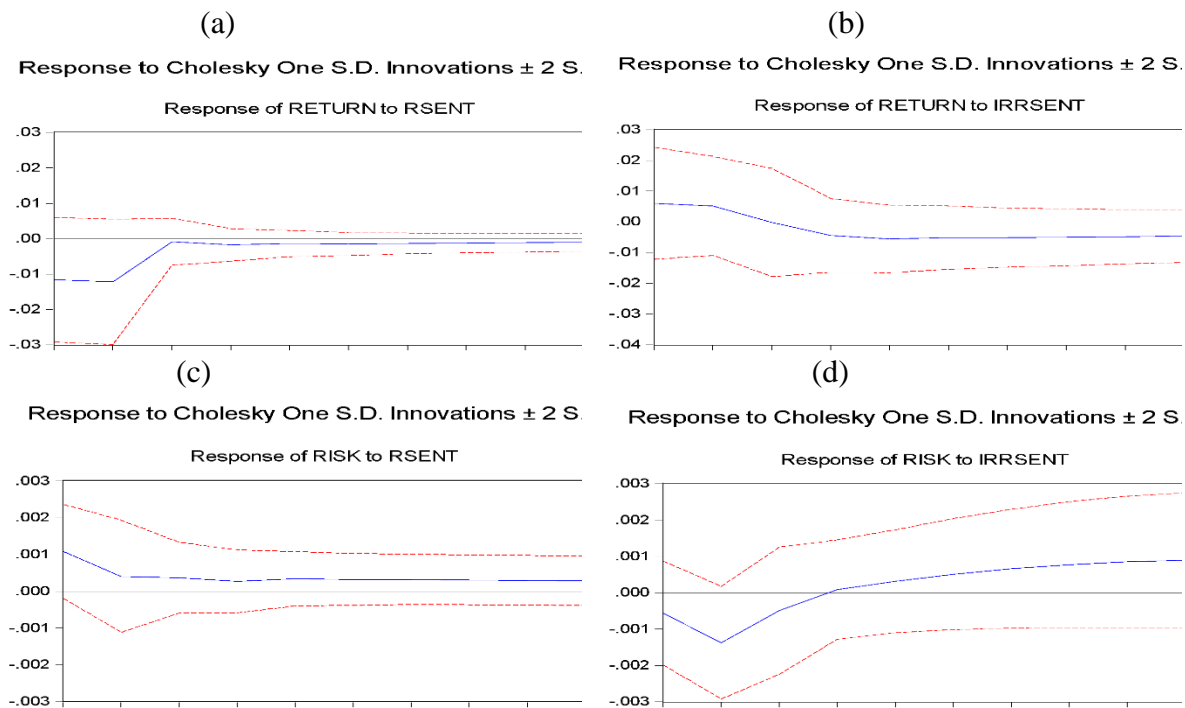 (a)
Response to Cholesky One S.D. Innovations ± 2 S.
Response of RETURN to RSENT
.03
.02
.01
.00
-.01
-.02
-.03
(b)
Response to Cholesky One S.D. Innovations ± 2 S.
Response of RETURN to IRRSENT
.03
.02
.01
.00
-.01
-.02
-.03
-.04
(c)
Response to Cholesky One S.D. Innovations ± 2 S.
Response of RISK to RSENT
.003
.002
.001
.000
-.001
-.002
-.003
(d)
Response to Cholesky One S.D. Innovations ± 2 S.
Response of RISK to IRRSENT
.003
.002
.001
.000
-.001
-.002
-.003